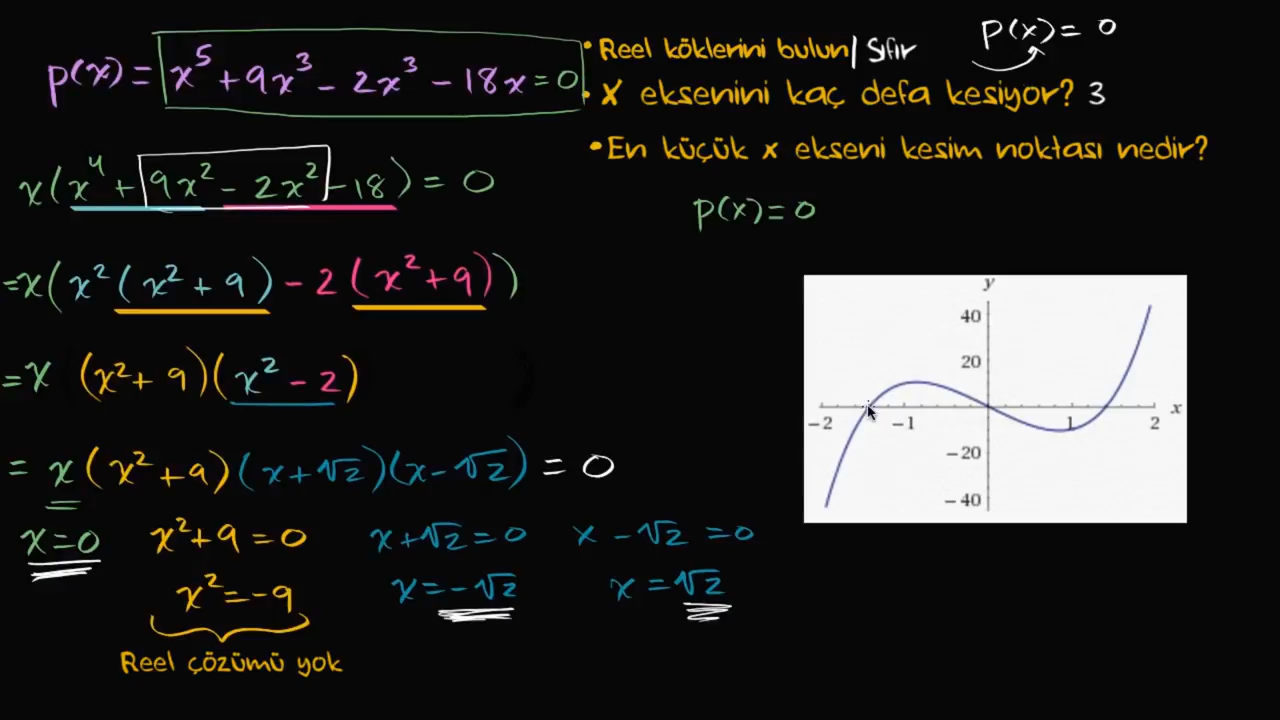 p(x) = x⁵ + 9x³ − 2x³ − 18x = 0
• Reel köklerini bulun / Sıfır p(x) = 0
• X eksenini kaç defa kesiyor? 3
• En küçük x ekseni kesim noktası nedir?
x(x⁴ + 9x² − 2x² − 18) = 0
p(x) = 0
= x(x²(x² + 9) − 2(x² + 9))
= x (x² + 9)(x² − 2)
= x(x² + 9)(x + √2)(x − √2) = 0
x = 0 x² + 9 = 0 x + √2 = 0 x − √2 = 0
x² = −9 x = −√2 x = √2
Reel çözümü yok
y
40
20
−2 −1 1 2 x
−20
−40